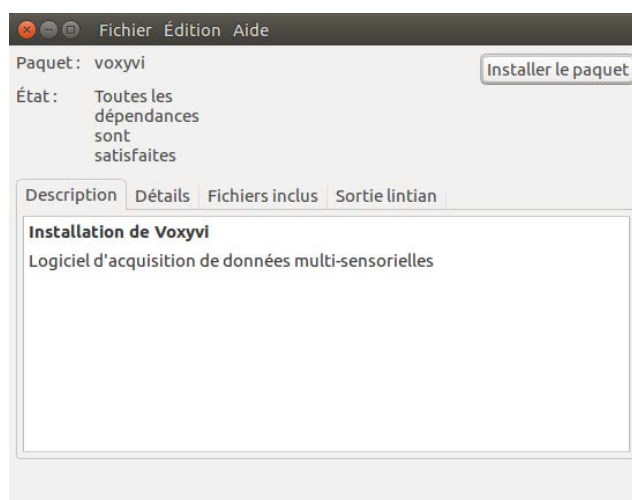 Fichier Édition Aide
Paquet : voxyvi
Installer le paquet
État : Toutes les
dépendances
sont
satisfaites
Description Détails Fichiers inclus Sortie lintian
Installation de Voxyvi
Logiciel d'acquisition de données multi-sensorielles